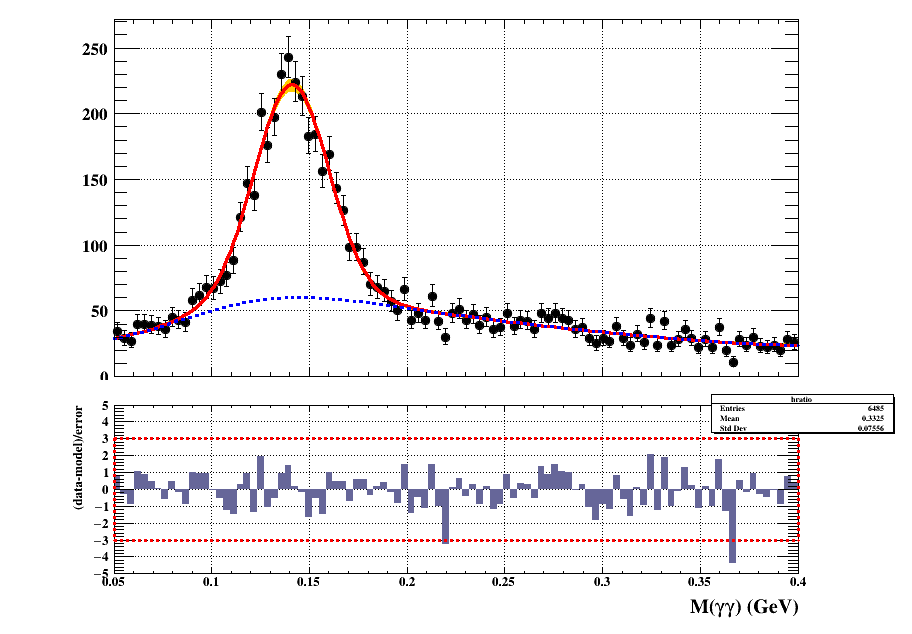 250
200
150
100
50
0
hratio
Entries 6485
Mean 0.3325
Std Dev 0.07556
(data-model)/error
5
4
3
2
1
0
−1
−2
−3
−4
−5
0.05 0.1 0.15 0.2 0.25 0.3 0.35 0.4
M(γγ) (GeV)